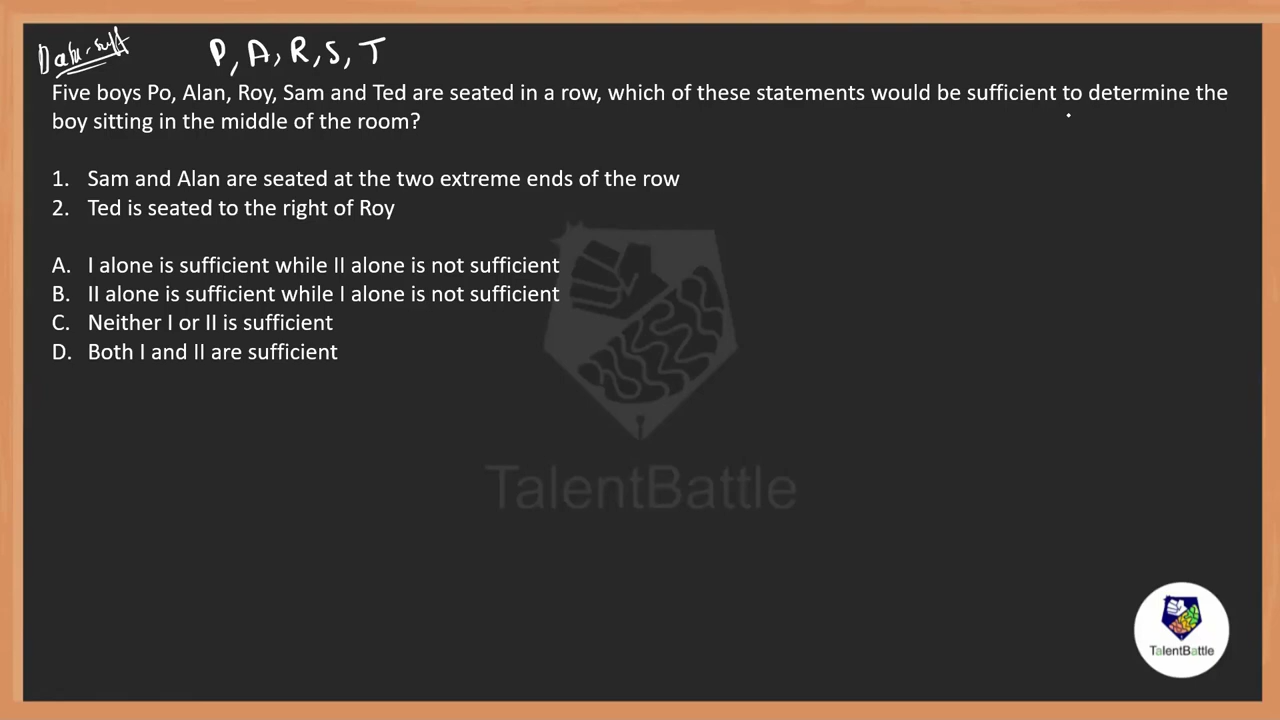 Data-suff
P, A, R, S, T
Five boys Po, Alan, Roy, Sam and Ted are seated in a row, which of these statements would be sufficient to determine the
boy sitting in the middle of the room?
1. Sam and Alan are seated at the two extreme ends of the row
2. Ted is seated to the right of Roy
A. I alone is sufficient while II alone is not sufficient
B. II alone is sufficient while I alone is not sufficient
C. Neither I or II is sufficient
D. Both I and II are sufficient
TalentBattle
TalentBattle